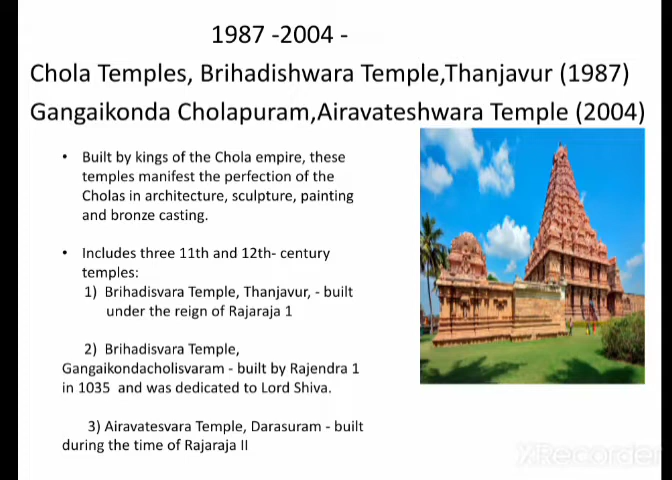 1987 -2004 -
Chola Temples, Brihadishwara Temple,Thanjavur (1987)
Gangaikonda Cholapuram,Airavateshwara Temple (2004)
• Built by kings of the Chola empire, these
temples manifest the perfection of the
Cholas in architecture, sculpture, painting
and bronze casting.
• Includes three 11th and 12th- century
temples:
1) Brihadisvara Temple, Thanjavur, - built
under the reign of Rajaraja 1
2) Brihadisvara Temple,
Gangaikondacholisvaram - built by Rajendra 1
in 1035 and was dedicated to Lord Shiva.
3) Airavatesvara Temple, Darasuram - built
during the time of Rajaraja II
XRecorder